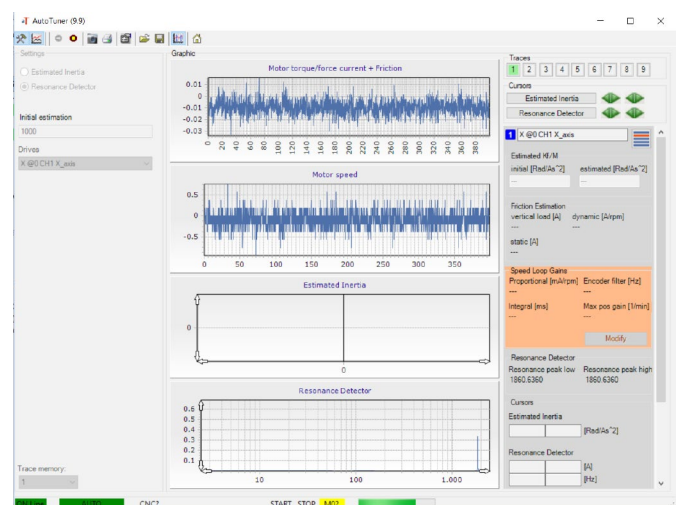 AutoTuner (9.9)
Settings
Estimated Inertia
Resonance Detector
Initial estimation
1000
Drives
X @0 CH1 X_axis
Trace memory:
1
Graphic
Motor torque/force current + Friction
0.01
0
-0.01
-0.02
-0.03
0 20 40 60 80 100 120 140 160 180 200 220 240 260 280 300 320 340 360 380
Motor speed
0.5
0
-0.5
0 50 100 150 200 250 300 350
Estimated Inertia
0
0
Resonance Detector
0.6
0.5
0.4
0.3
0.2
0.1
10 100 1.000
Traces
1 2 3 4 5 6 7 8 9
Cursors
Estimated Inertia
Resonance Detector
1 X @0 CH1 X_axis
Estimated Kf/M
initial [Rad/As^2] estimated [Rad/As^2]
--- ---
Friction Estimation
vertical load [A] dynamic [A/rpm]
--- ---
static [A]
---
Speed Loop Gains
Proportional [mA/rpm] Encoder filter [Hz]
--- ---
Integral [ms] Max pos gain [1/min]
--- ---
Modify
Resonance Detector
Resonance peak low Resonance peak high
1860.6360 1860.6360
Cursors
Estimated Inertia
[Rad/As^2]
Resonance Detector
[A]
[Hz]
ON Line AUTO CNC? START STOP M02